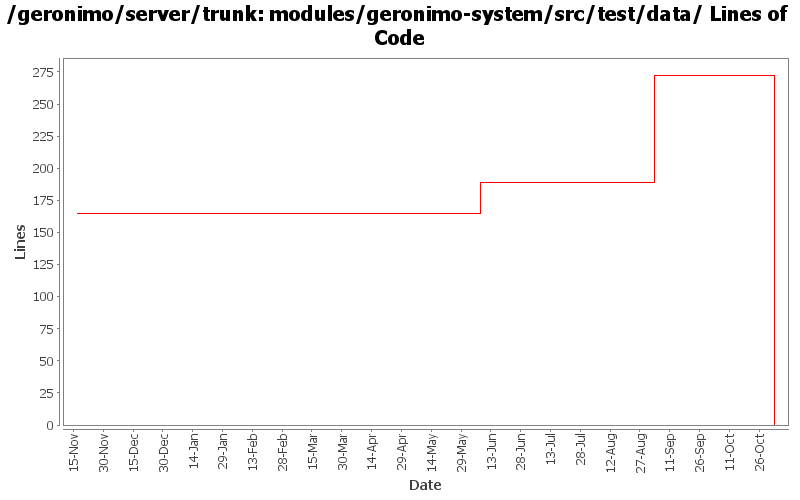 /geronimo/server/trunk: modules/geronimo-system/src/test/data/ Lines of
Code
275
250
225
200
175
150
125
100
75
50
25
0
Lines
15-Nov
30-Nov
15-Dec
30-Dec
14-Jan
29-Jan
13-Feb
28-Feb
15-Mar
30-Mar
14-Apr
29-Apr
14-May
29-May
13-Jun
28-Jun
13-Jul
28-Jul
12-Aug
27-Aug
11-Sep
26-Sep
11-Oct
26-Oct
Date